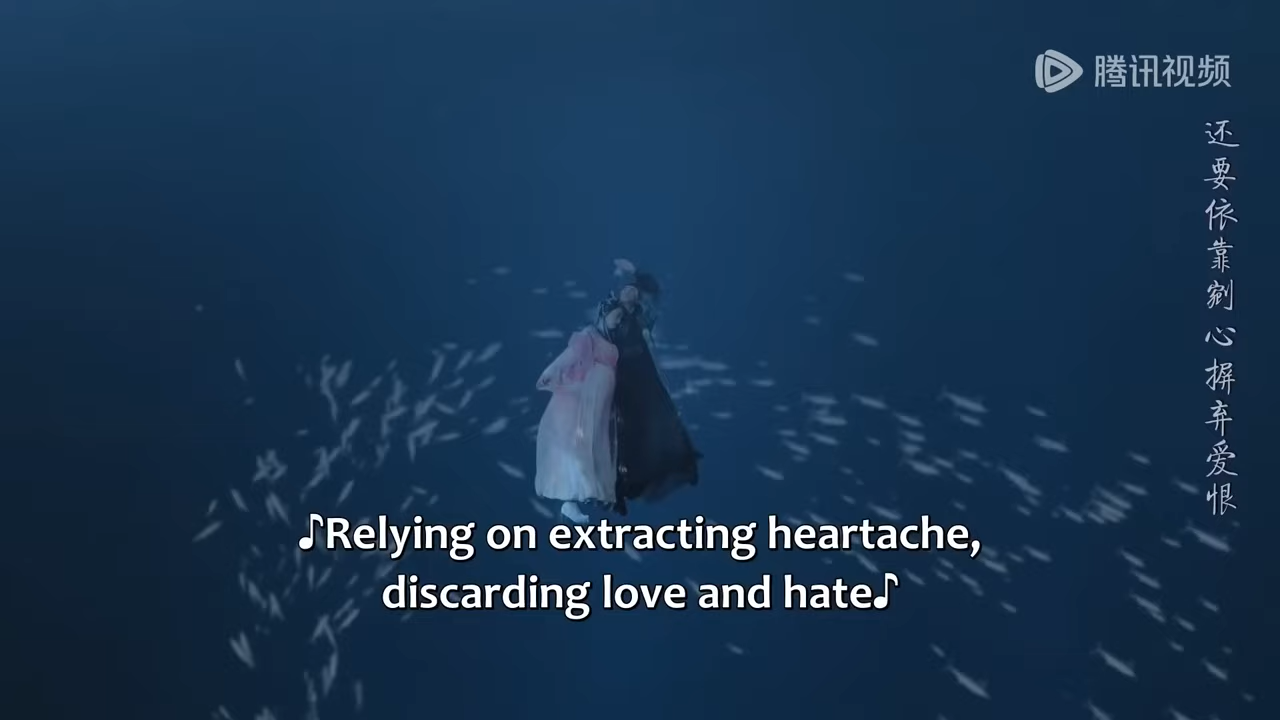 腾讯视频
还要依靠剜心摒弃爱恨
♪Relying on extracting heartache,
discarding love and hate♪